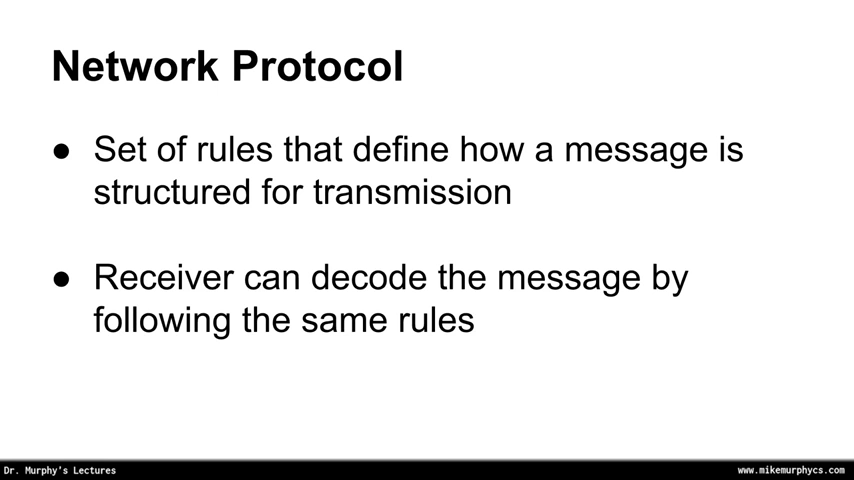 Network Protocol
● Set of rules that define how a message is
structured for transmission
● Receiver can decode the message by
following the same rules
Dr. Murphy's Lectures
www.mikemurphycs.com